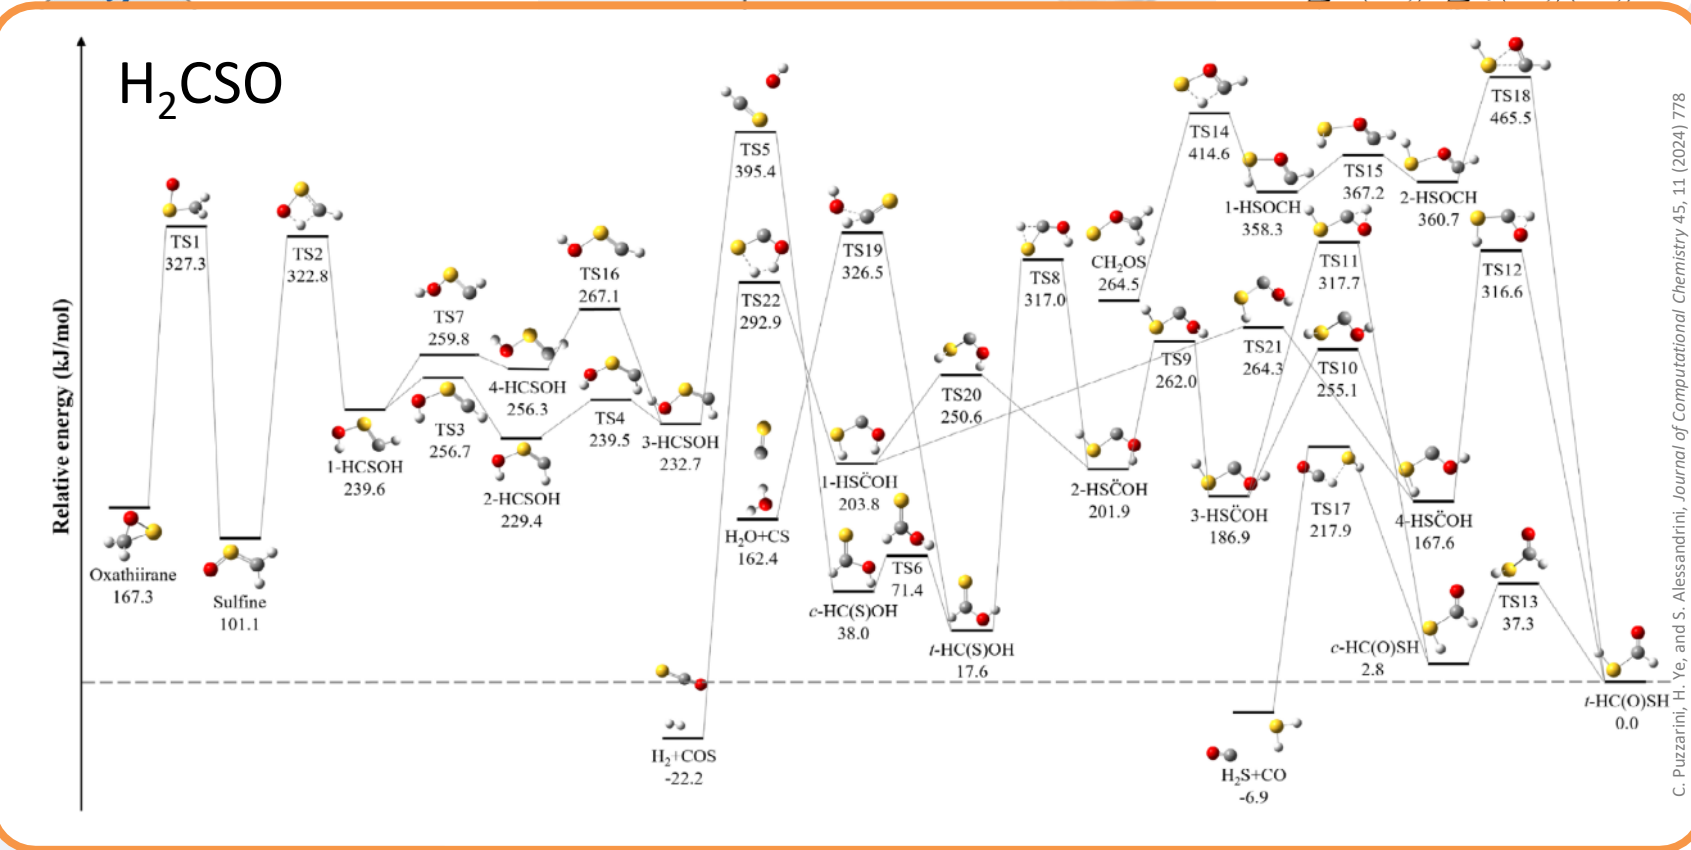 H₂CSO
Relative energy (kJ/mol)
TS1
327.3
TS2
322.8
TS7
259.8
TS16
267.1
TS5
395.4
TS22
292.9
TS19
326.5
TS8
317.0
CH₂OS
264.5
TS14
414.6
1-HSOCH
358.3
TS15
367.2
2-HSOCH
360.7
TS18
465.5
TS11
317.7
TS12
316.6
4-HCSOH
256.3
TS3
256.7
TS4
239.5
3-HCSOH
232.7
1-HCSOH
239.6
2-HCSOH
229.4
TS20
250.6
TS9
262.0
TS21
264.3
TS10
255.1
Oxathiirane
167.3
Sulfine
101.1
H₂O+CS
162.4
1-HSC̈OH
203.8
2-HSC̈OH
201.9
3-HSC̈OH
186.9
TS17
217.9
4-HSC̈OH
167.6
TS6
71.4
c-HC(S)OH
38.0
t-HC(S)OH
17.6
TS13
37.3
c-HC(O)SH
2.8
t-HC(O)SH
0.0
H₂+COS
-22.2
H₂S+CO
-6.9
C. Puzzarini, H. Ye, and S. Alessandrini, Journal of Computational Chemistry 45, 11 (2024) 778